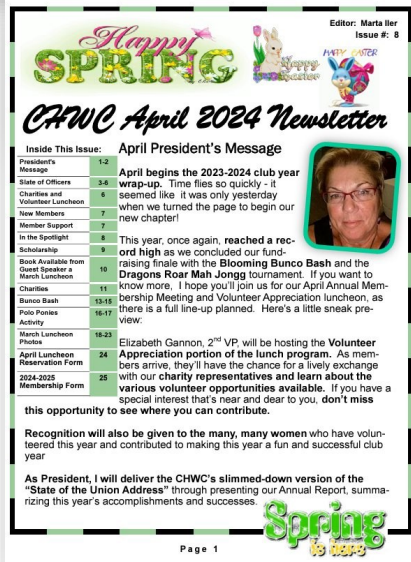 Happy
SPRING
Happy
Easter
HAPPY EASTER
Editor: Marta Iler
Issue #: 8
CHWC April 2024 Newsletter
Inside This Issue:
President's Message 1-2
Slate of Officers 3-6
Charities and Volunteer Luncheon 6
New Members 7
Member Support 7
In the Spotlight 8
Scholarship 9
Book Available from Guest Speaker a March Luncheon 10
Charities 11
Bunco Bash 13-15
Polo Ponies Activity 16-17
March Luncheon Photos 18-23
April Luncheon Reservation Form 24
2024-2025 Membership Form 25
April President's Message
April begins the 2023-2024 club year
wrap-up. Time flies so quickly - it
seemed like it was only yesterday
when we turned the page to begin our
new chapter!
This year, once again, reached a rec-
ord high as we concluded our fund-
raising finale with the Blooming Bunco Bash and the
Dragons Roar Mah Jongg tournament. If you want to
know more, I hope you'll join us for our April Annual Mem-
bership Meeting and Volunteer Appreciation luncheon, as
there is a full line-up planned. Here's a little sneak pre-
view:
Elizabeth Gannon, 2nd VP, will be hosting the Volunteer
Appreciation portion of the lunch program. As mem-
bers arrive, they'll have the chance for a lively exchange
with our charity representatives and learn about the
various volunteer opportunities available. If you have a
special interest that's near and dear to you, don't miss
this opportunity to see where you can contribute.
Recognition will also be given to the many, many women who have volun-
teered this year and contributed to making this year a fun and successful club
year
As President, I will deliver the CHWC's slimmed-down version of the
"State of the Union Address" through presenting our Annual Report, summa-
rizing this year's accomplishments and successes.
Spring
is here
Page 1